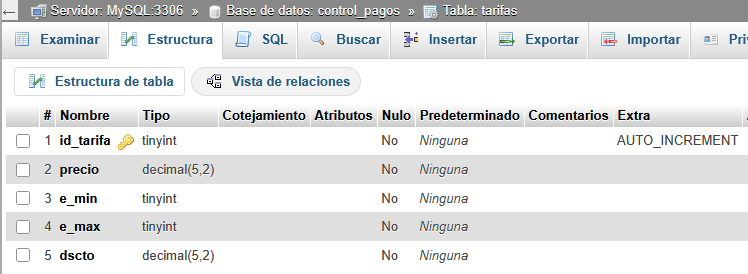 Servidor: MySQL:3306 » Base de datos: control_pagos » Tabla: tarifas
Examinar Estructura SQL Buscar Insertar Exportar Importar Pri
Estructura de tabla Vista de relaciones
# Nombre Tipo Cotejamiento Atributos Nulo Predeterminado Comentarios Extra
1 id_tarifa tinyint No Ninguna AUTO_INCREMENT
2 precio decimal(5,2) No Ninguna
3 e_min tinyint No Ninguna
4 e_max tinyint No Ninguna
5 dscto decimal(5,2) No Ninguna